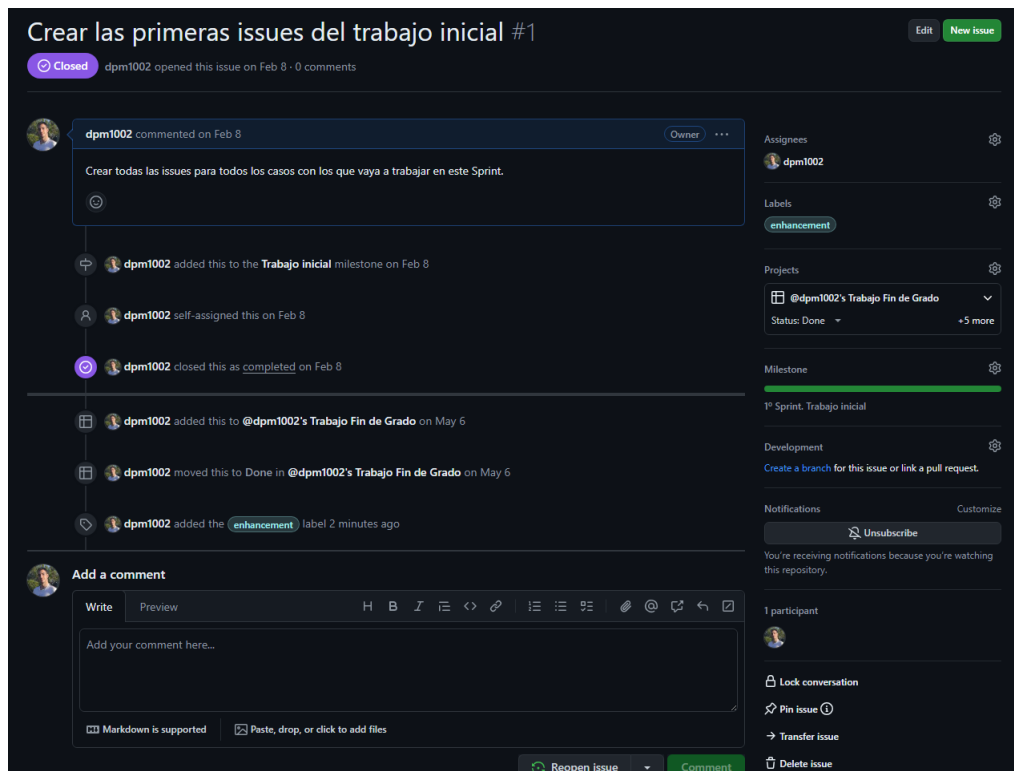 Crear las primeras issues del trabajo inicial #1
Edit
New issue
Closed
dpm1002 opened this issue on Feb 8 · 0 comments
dpm1002 commented on Feb 8
Owner
Crear todas las issues para todos los casos con los que vaya a trabajar en este Sprint.
dpm1002 added this to the Trabajo inicial milestone on Feb 8
dpm1002 self-assigned this on Feb 8
dpm1002 closed this as completed on Feb 8
dpm1002 added this to @dpm1002's Trabajo Fin de Grado on May 6
dpm1002 moved this to Done in @dpm1002's Trabajo Fin de Grado on May 6
dpm1002 added the enhancement label 2 minutes ago
Add a comment
Write
Preview
Add your comment here...
Markdown is supported
Paste, drop, or click to add files
Reopen issue
Comment
Assignees
dpm1002
Labels
enhancement
Projects
@dpm1002's Trabajo Fin de Grado
Status: Done
+5 more
Milestone
1º Sprint. Trabajo inicial
Development
Create a branch for this issue or link a pull request.
Notifications
Customize
Unsubscribe
You're receiving notifications because you're watching
this repository.
1 participant
Lock conversation
Pin issue
Transfer issue
Delete issue